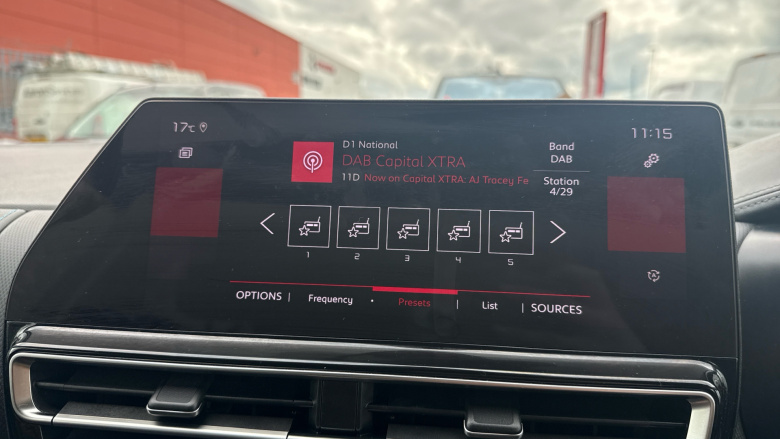 17°C
11:15
D1 National
DAB Capital XTRA
11D Now on Capital XTRA: AJ Tracey Fe
Band
DAB
Station
4/29
1 2 3 4 5
OPTIONS | Frequency • Presets | List | SOURCES